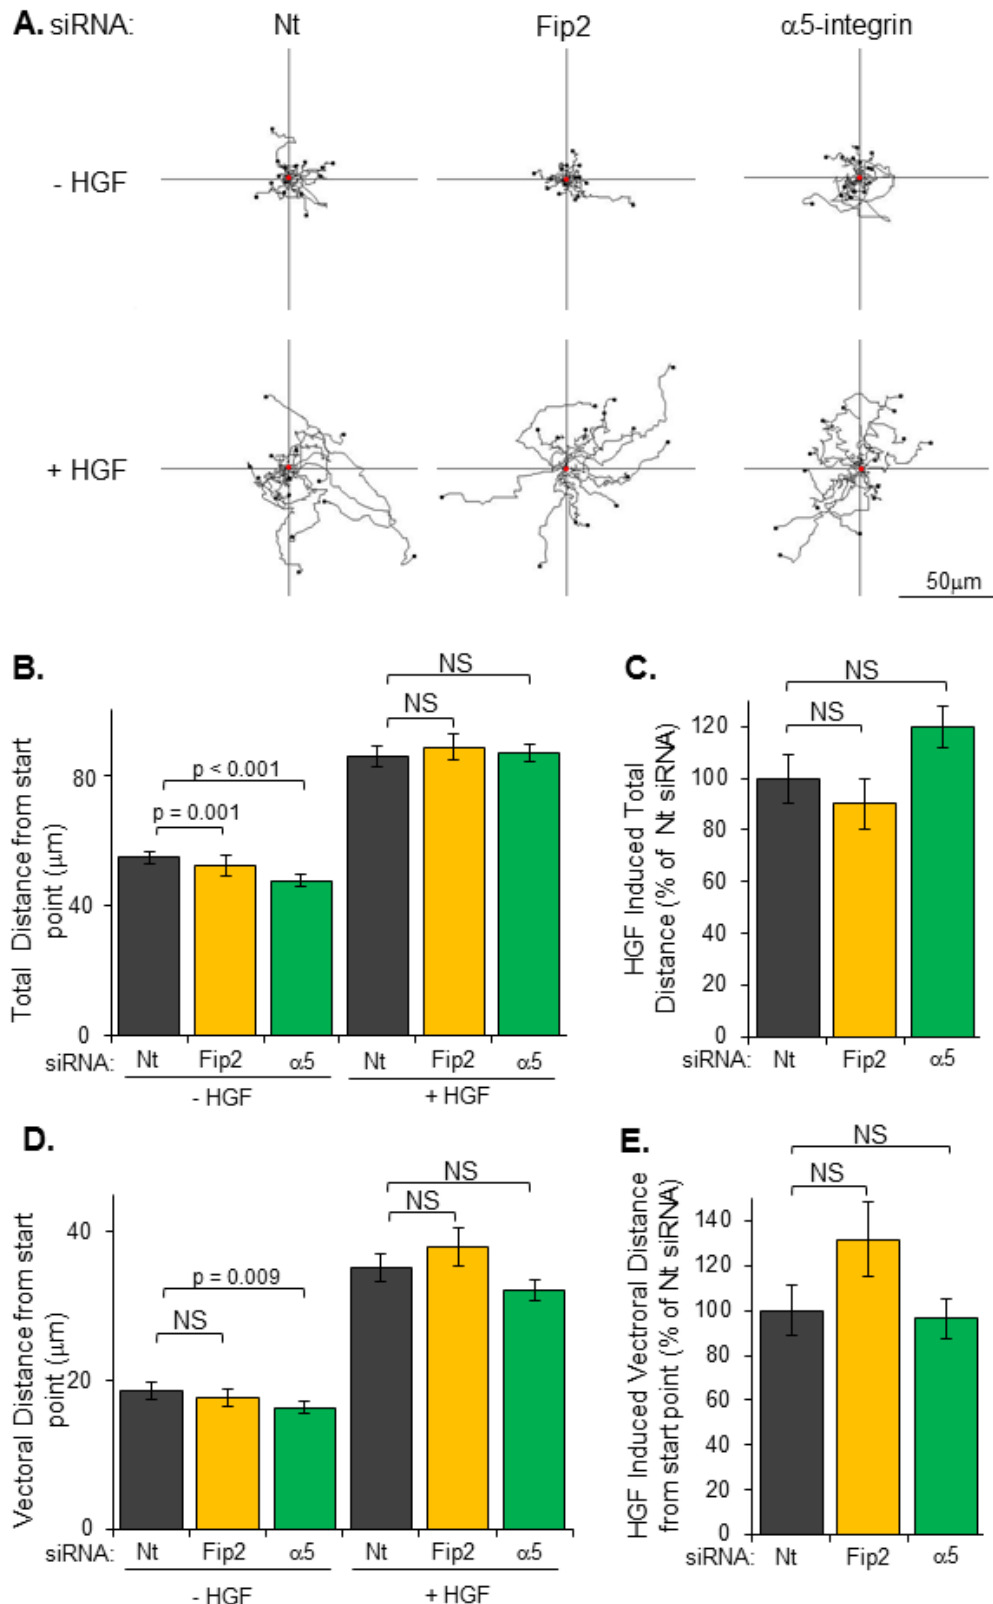 A. siRNA: Nt Fip2 α5-integrin
- HGF
+ HGF
50μm
B.
Total Distance from start
point (μm)
80
40
0
p < 0.001
p = 0.001
NS
NS
siRNA: Nt Fip2 α5 Nt Fip2 α5
- HGF + HGF
C.
HGF Induced Total
Distance (% of Nt siRNA)
120
100
80
60
40
20
0
NS
NS
Nt Fip2 α5
D.
Vectoral Distance from start
point (μm)
40
20
0
p = 0.009
NS
NS
NS
siRNA: Nt Fip2 α5 Nt Fip2 α5
- HGF + HGF
E.
HGF Induced Vectroral Distance
from start point (% of Nt siRNA)
140
120
100
80
60
40
20
0
NS
NS
siRNA: Nt Fip2 α5